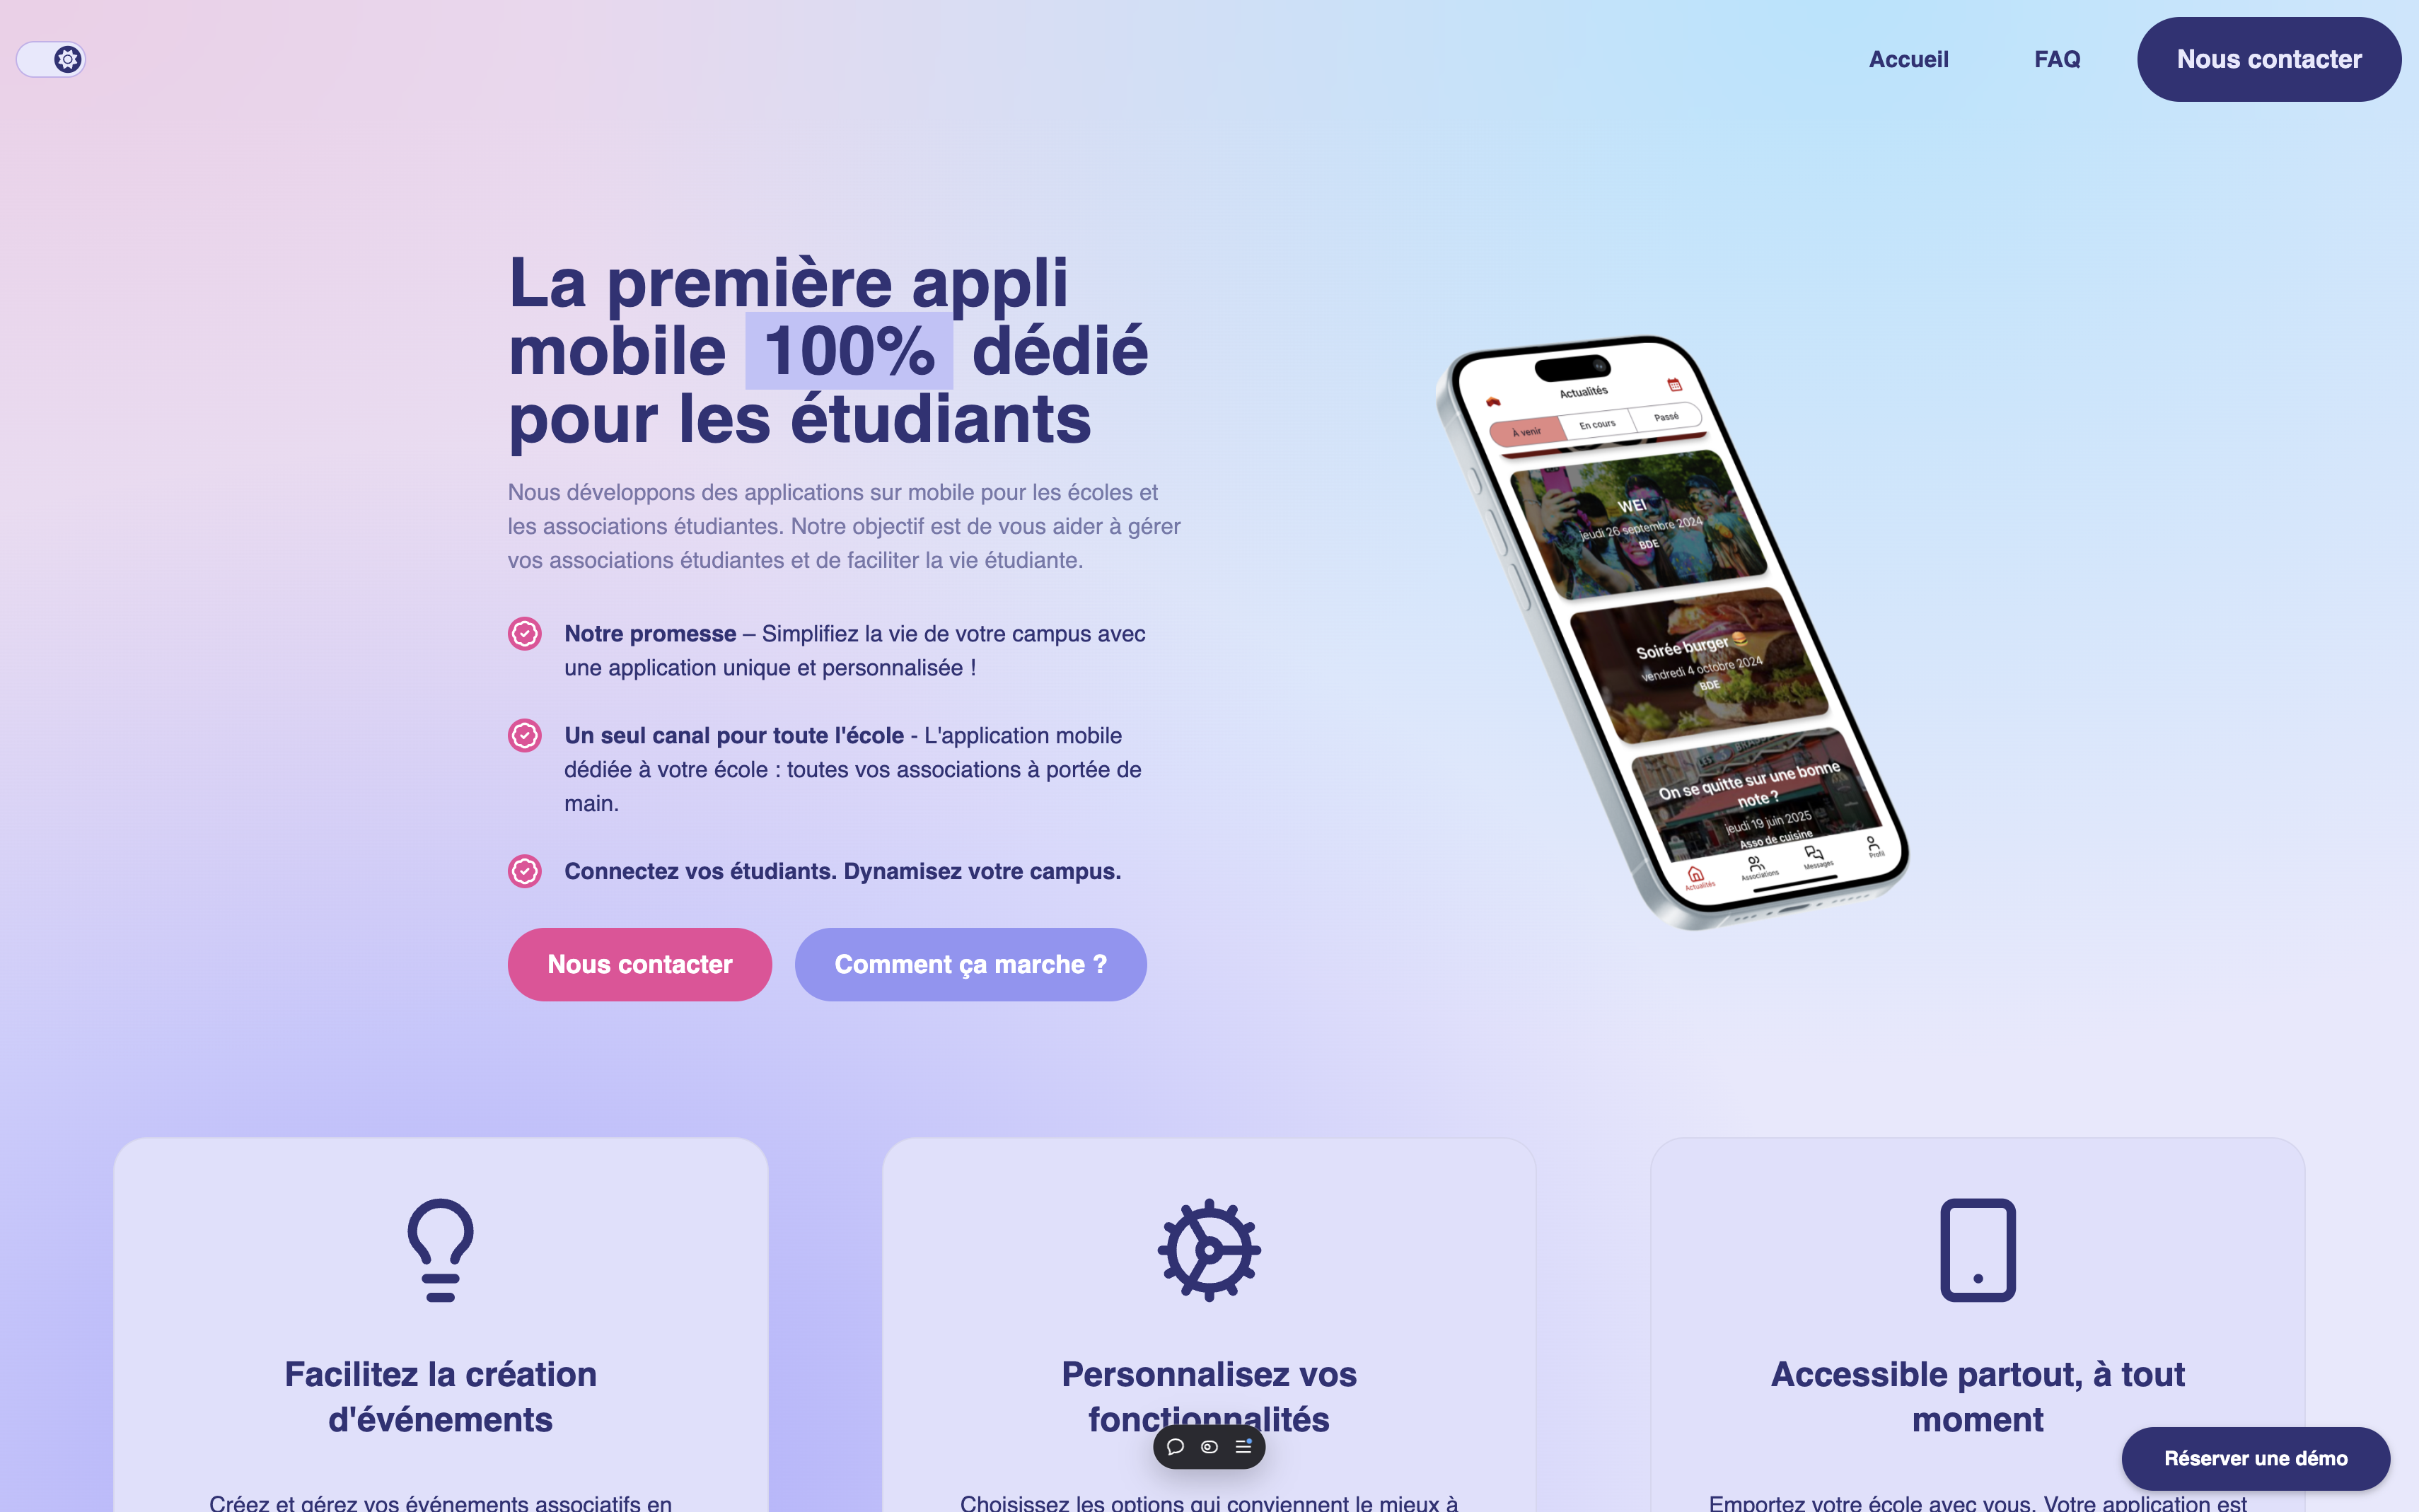 Accueil
FAQ
Nous contacter
La première appli
mobile 100% dédié
pour les étudiants
Nous développons des applications sur mobile pour les écoles et
les associations étudiantes. Notre objectif est de vous aider à gérer
vos associations étudiantes et de faciliter la vie étudiante.
Notre promesse – Simplifiez la vie de votre campus avec
une application unique et personnalisée !
Un seul canal pour toute l'école - L'application mobile
dédiée à votre école : toutes vos associations à portée de
main.
Connectez vos étudiants. Dynamisez votre campus.
Nous contacter
Comment ça marche ?
Actualités
À venir
En cours
Passé
WEI
jeudi 26 septembre 2024
BDE
Soirée burger 🍔
vendredi 4 octobre 2024
BDE
On se quitte sur une bonne
note ?
jeudi 19 juin 2025
Asso de cuisine
Actualités
Associations
Messages
Profil
Facilitez la création
d'événements
Créez et gérez vos événements associatifs en
Personnalisez vos
fonctionnalités
Choisissez les options qui conviennent le mieux à
Accessible partout, à tout
moment
Emportez votre école avec vous. Votre application est
Réserver une démo